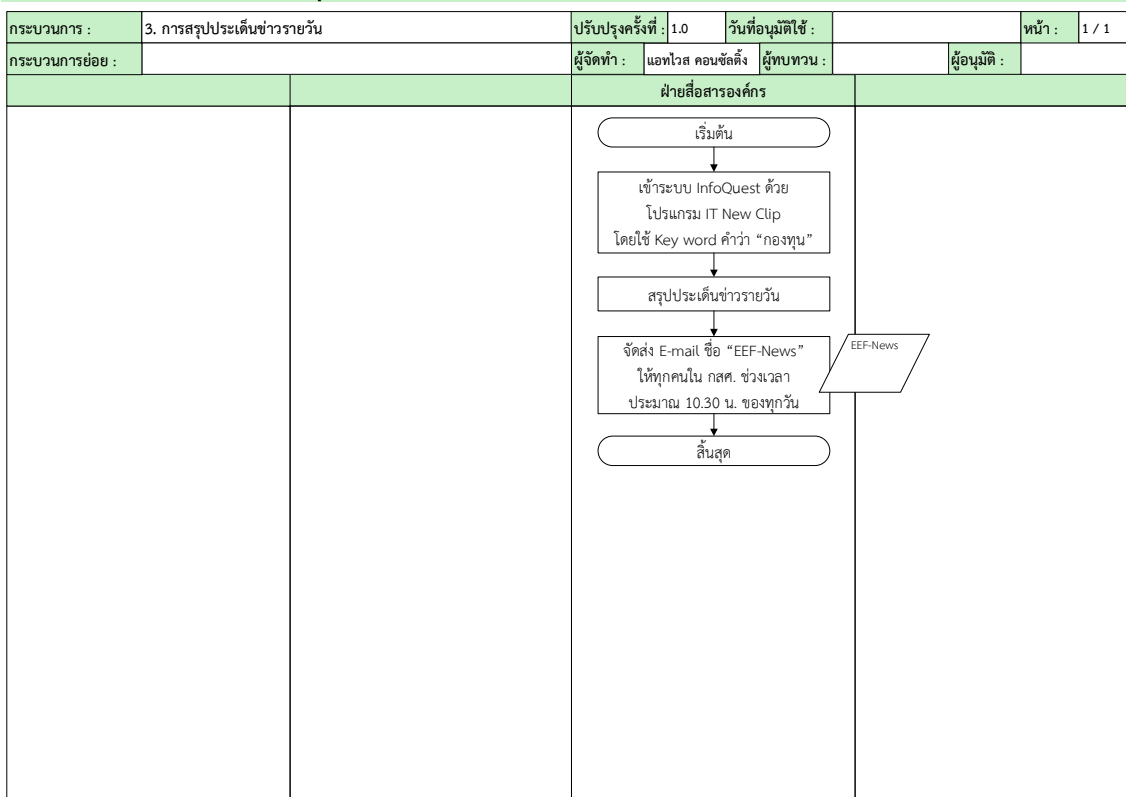 กระบวนการ : 3. การสรุปประเด็นข่าวรายวัน ปรับปรุงครั้งที่ : 1.0 วันที่อนุมัติใช้ : หน้า : 1 / 1
กระบวนการย่อย : ผู้จัดทำ : แอทไวส คอนซัลติ้ง ผู้ทบทวน : ผู้อนุมัติ :
ฝ่ายสื่อสารองค์กร
เริ่มต้น
เข้าระบบ InfoQuest ด้วย
โปรแกรม IT New Clip
โดยใช้ Key word คำว่า “กองทุน”
สรุปประเด็นข่าวรายวัน
จัดส่ง E-mail ชื่อ “EEF-News”
ให้ทุกคนใน กสศ. ช่วงเวลา
ประมาณ 10.30 น. ของทุกวัน
EEF-News
สิ้นสุด